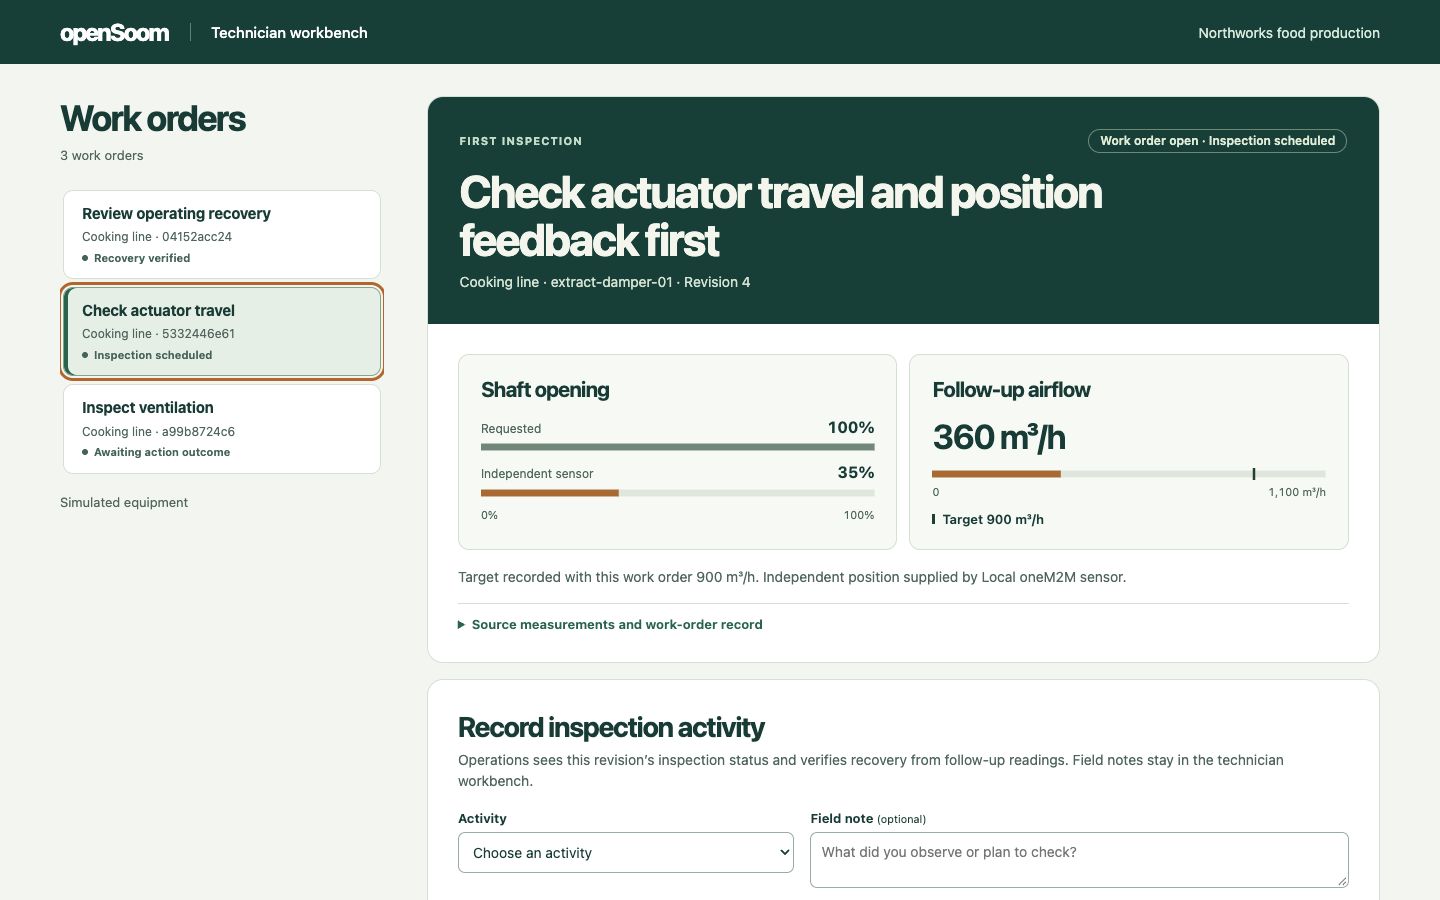 openSoom
Technician workbench
Northworks food production
Work orders
3 work orders
Review operating recovery
Cooking line · 04152acc24
Recovery verified
Check actuator travel
Cooking line · 5332446e61
Inspection scheduled
Inspect ventilation
Cooking line · a99b8724c6
Awaiting action outcome
Simulated equipment
FIRST INSPECTION
Work order open · Inspection scheduled
Check actuator travel and position
feedback first
Cooking line · extract-damper-01 · Revision 4
Shaft opening
Requested 100%
Independent sensor 35%
0% 100%
Follow-up airflow
360 m³/h
0 1,100 m³/h
Target 900 m³/h
Target recorded with this work order 900 m³/h. Independent position supplied by Local oneM2M sensor.
Source measurements and work-order record
Record inspection activity
Operations sees this revision's inspection status and verifies recovery from follow-up readings. Field notes stay in the technician
workbench.
Activity
Choose an activity
Field note (optional)
What did you observe or plan to check?